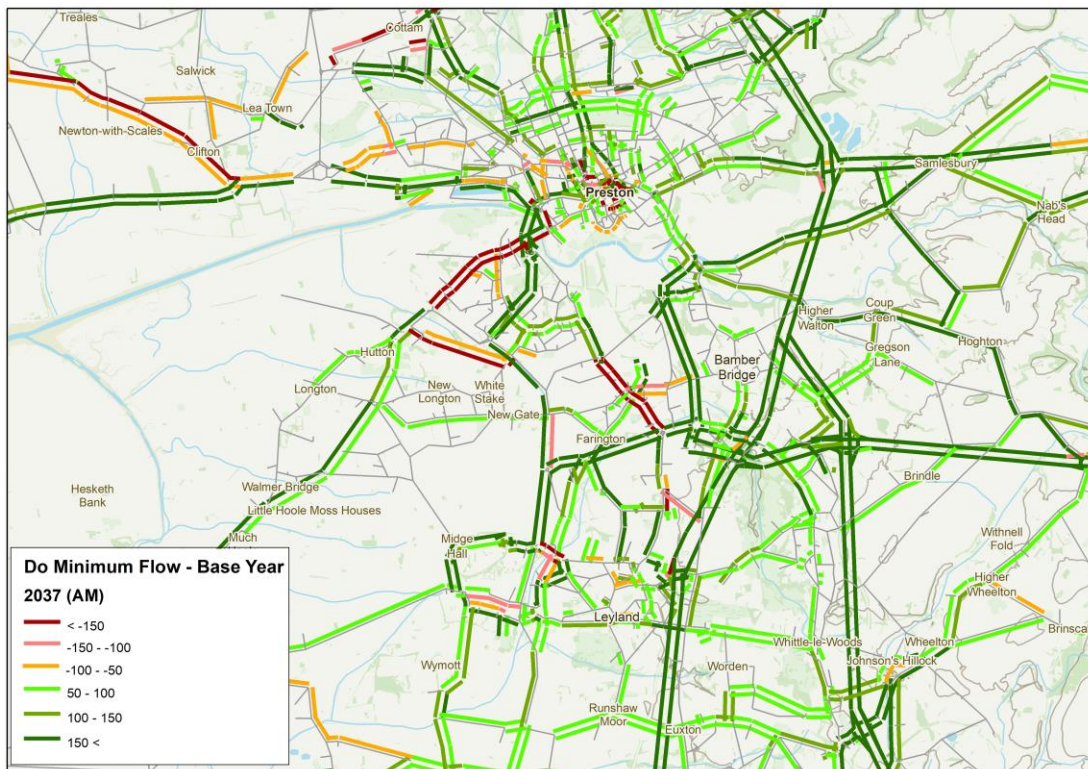 Treales
Cottam
Salwick
Lea Town
Newton-with-Scales
Clifton
Samlesbury
Preston
Nab's
Head
Higher
Walton
Coup
Green
Gregson
Lane
Hoghton
Hutton
Bamber
Bridge
Longton
New
Longton
White
Stake
New Gate
Farington
Brindle
Hesketh
Bank
Walmer Bridge
Little Hoole Moss Houses
Much
Withnell
Fold
Midge
Hall
Higher
Wheelton
Leyland
Brinsca
Whittle-le-Woods
Wheelton
Johnson's Hillock
Wymott
Worden
Runshaw
Moor
Euxton
Do Minimum Flow - Base Year
2037 (AM)
< -150
-150 - -100
-100 - -50
50 - 100
100 - 150
150 <